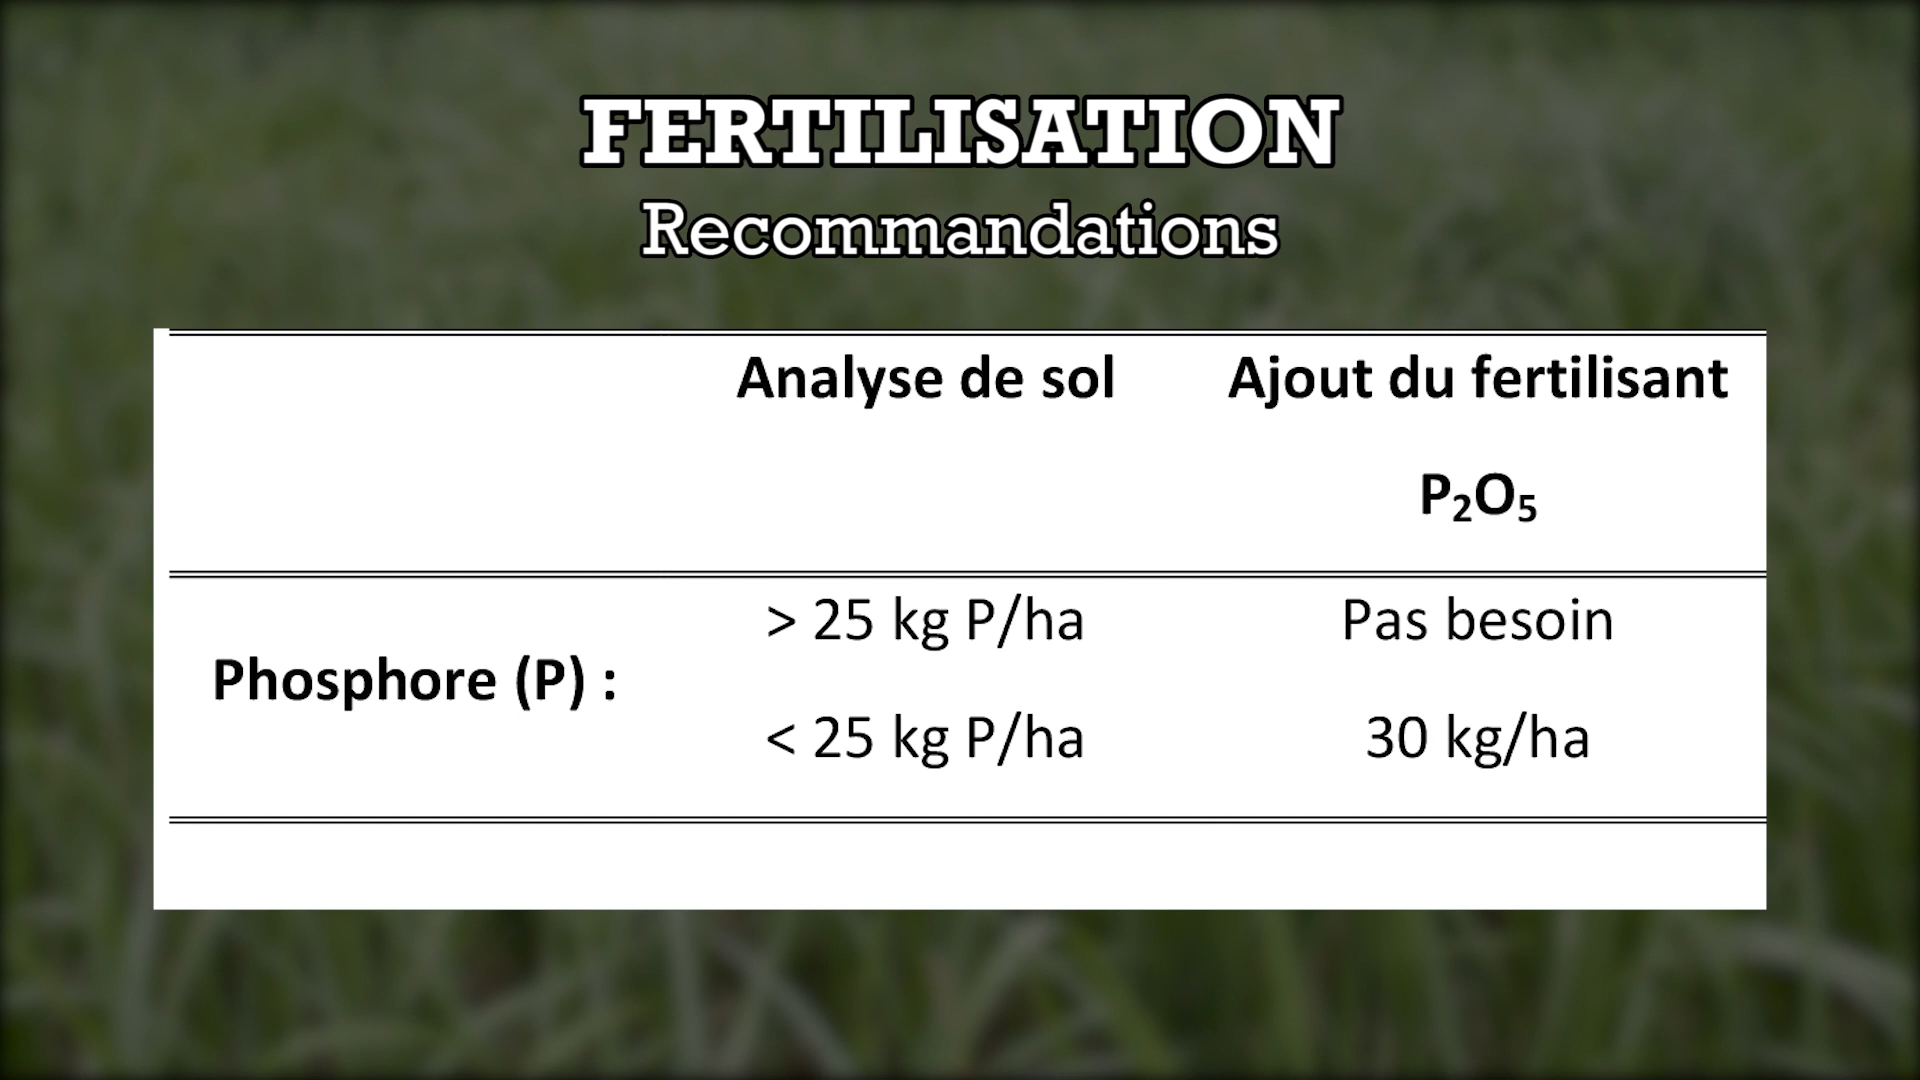 FERTILISATION
Recommandations
Analyse de sol Ajout du fertilisant
P₂O₅
> 25 kg P/ha Pas besoin
Phosphore (P) :
< 25 kg P/ha 30 kg/ha